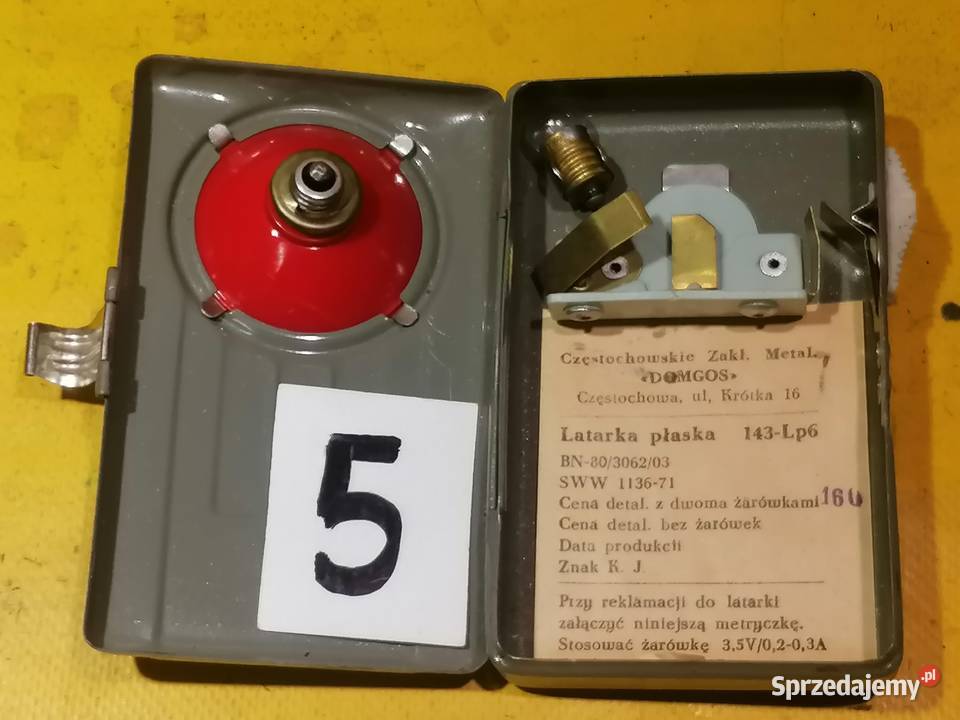 5
Częstochowskie Zakł. Metal.
«DOMGOS»
Częstochowa, ul, Krótka 16
Latarka płaska 143-Lp6
BN-80/3062/03
SWW 1136-71
Cena detal. z dwoma żarówkami 160
Cena detal. bez żarówek
Data produkcji
Znak K. J.
Przy reklamacji do latarki
załączyć niniejszą metryczkę.
Stosować żarówkę 3,5V/0,2-0,3A
Sprzedajemy.pl